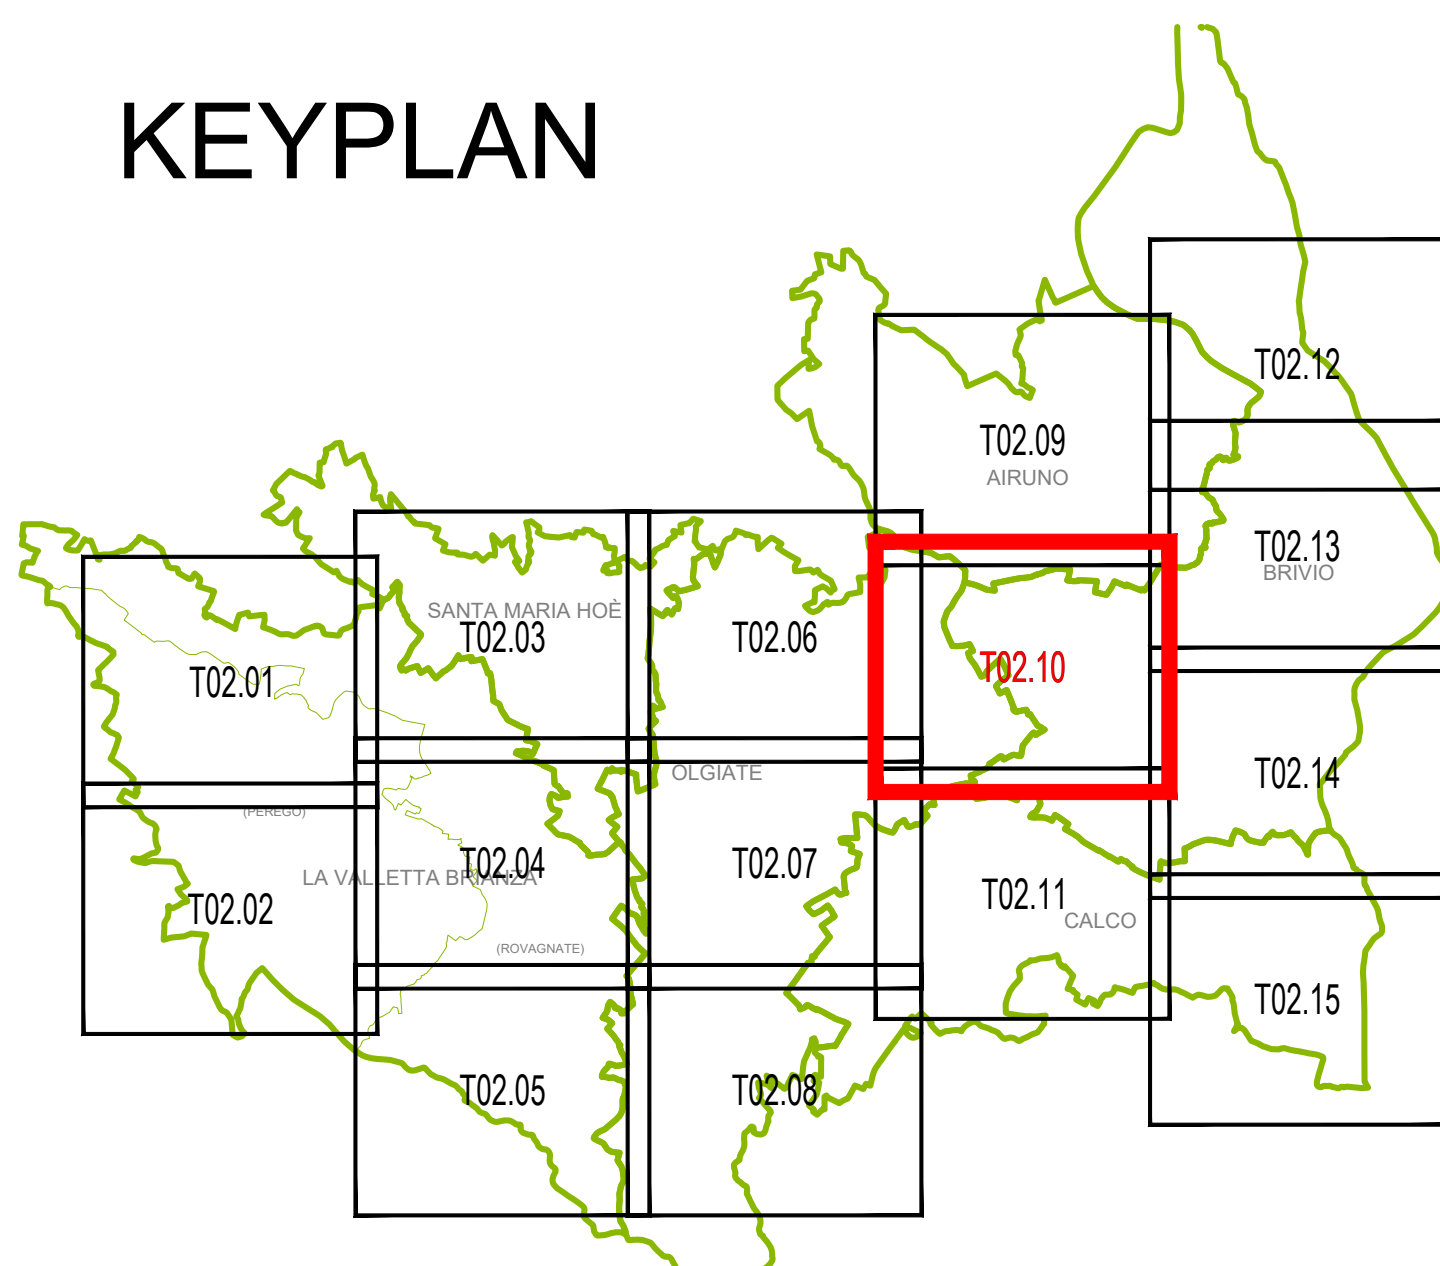 KEYPLAN
T02.12
T02.09
AIRUNO
T02.13
BRIVIO
SANTA MARIA HOÈ
T02.03
T02.06
T02.10
T02.01
OLGIATE
T02.14
(PEREGO)
T02.04
LA VALLETTA BRIANZA
T02.07
T02.02
T02.11
CALCO
(ROVAGNATE)
T02.15
T02.05
T02.08